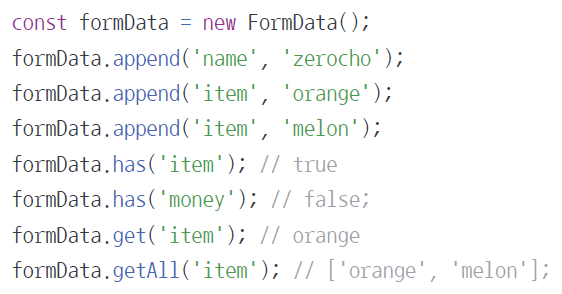 const formData = new FormData();
formData.append('name', 'zerocho');
formData.append('item', 'orange');
formData.append('item', 'melon');
formData.has('item'); // true
formData.has('money'); // false;
formData.get('item'); // orange
formData.getAll('item'); // ['orange', 'melon'];